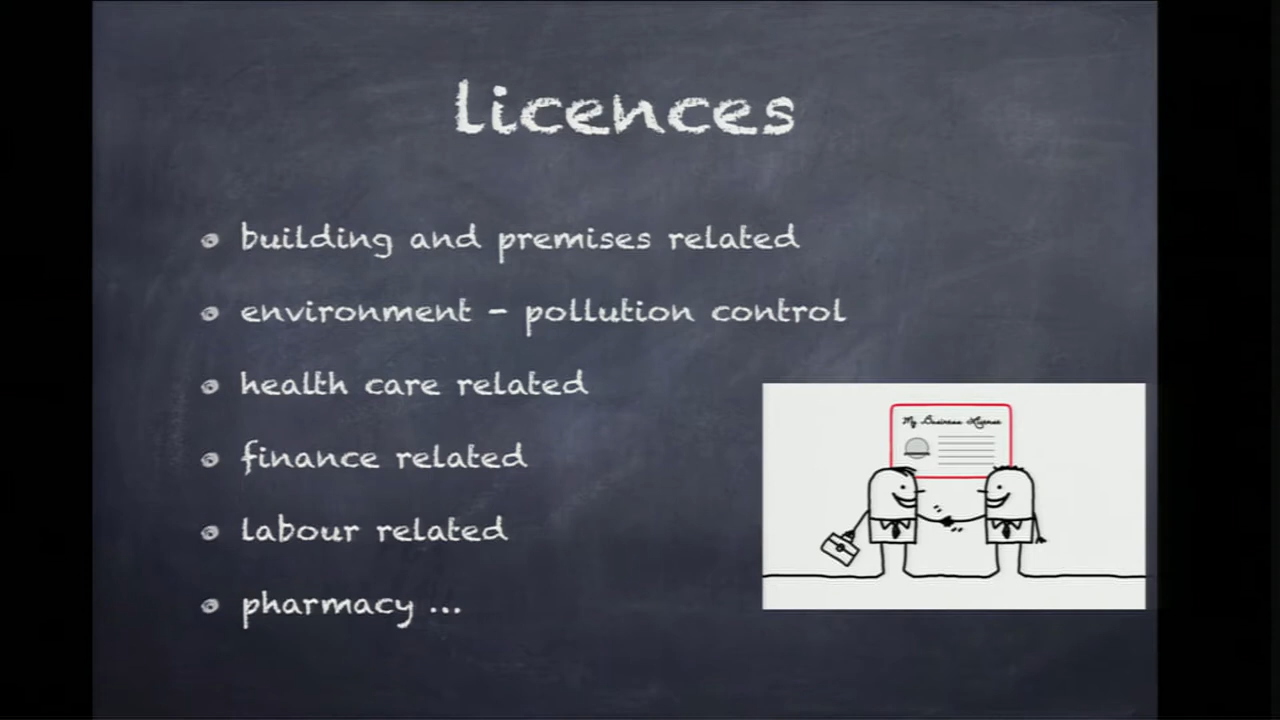 licences
building and premises related
environment - pollution control
health care related
finance related
labour related
pharmacy ...
My Business License